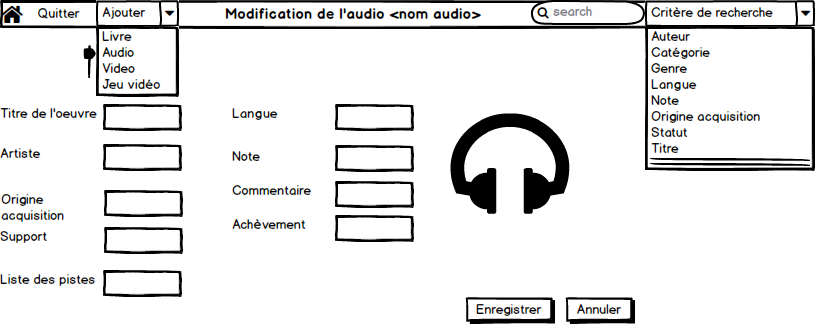 Quitter
Ajouter
Modification de l'audio <nom audio>
search
Critère de recherche
Livre
Audio
Video
Jeu vidéo
Auteur
Catégorie
Genre
Langue
Note
Origine acquisition
Statut
Titre
Titre de l'oeuvre
Artiste
Origine
acquisition
Support
Liste des pistes
Langue
Note
Commentaire
Achèvement
Enregistrer
Annuler